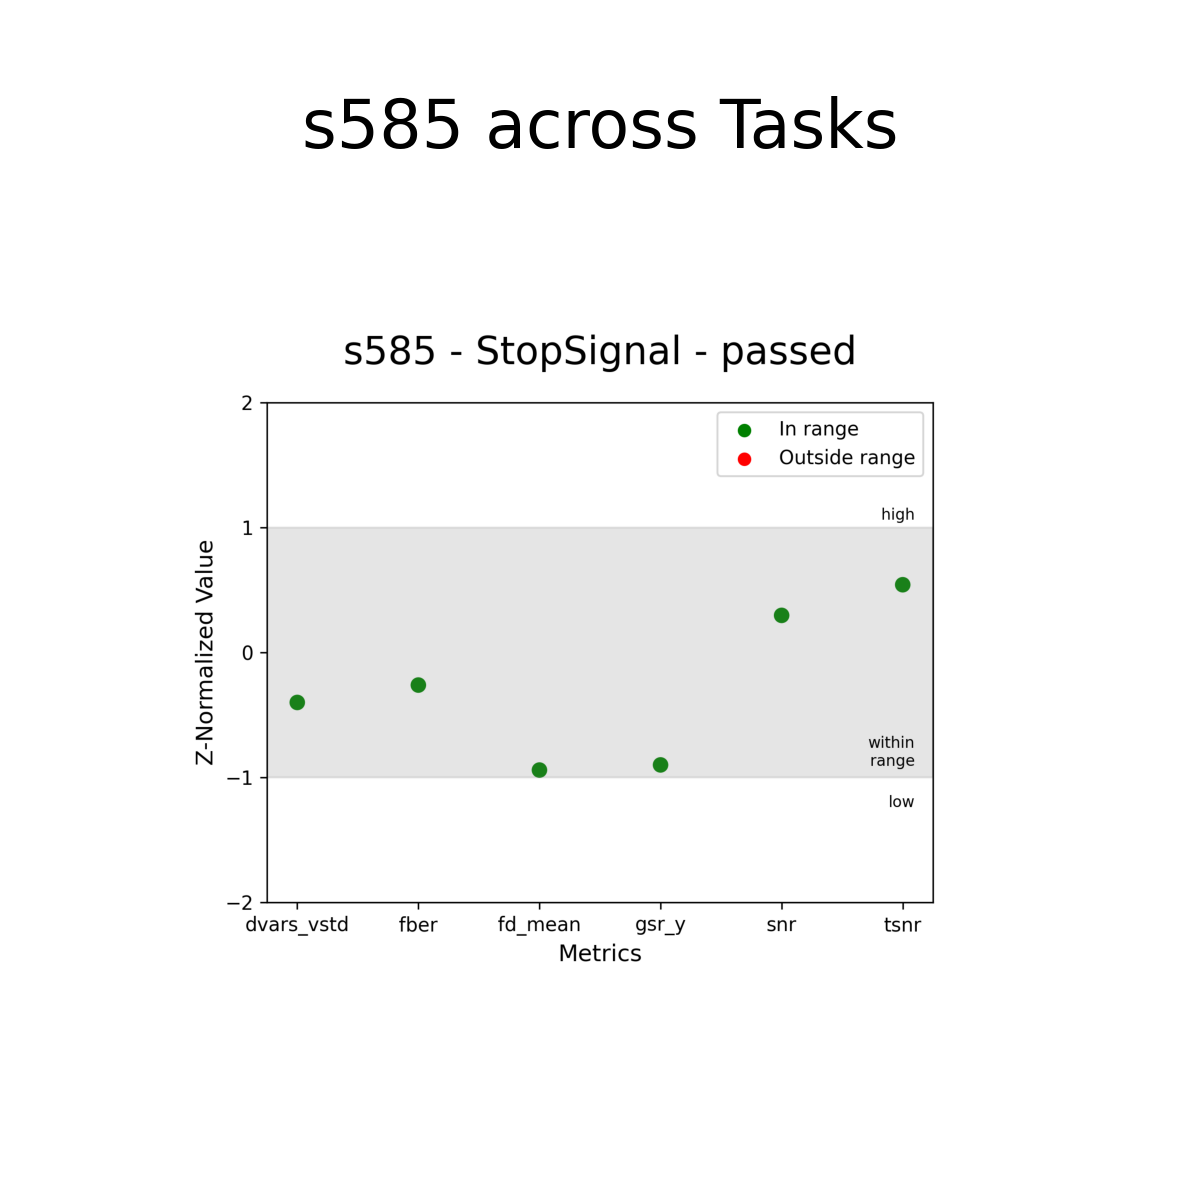 s585 across Tasks
s585 - StopSignal - passed
2
In range
Outside range
high
1
Z-Normalized Value
0
within
range
−1
low
−2
dvars_vstd fber fd_mean gsr_y snr tsnr
Metrics